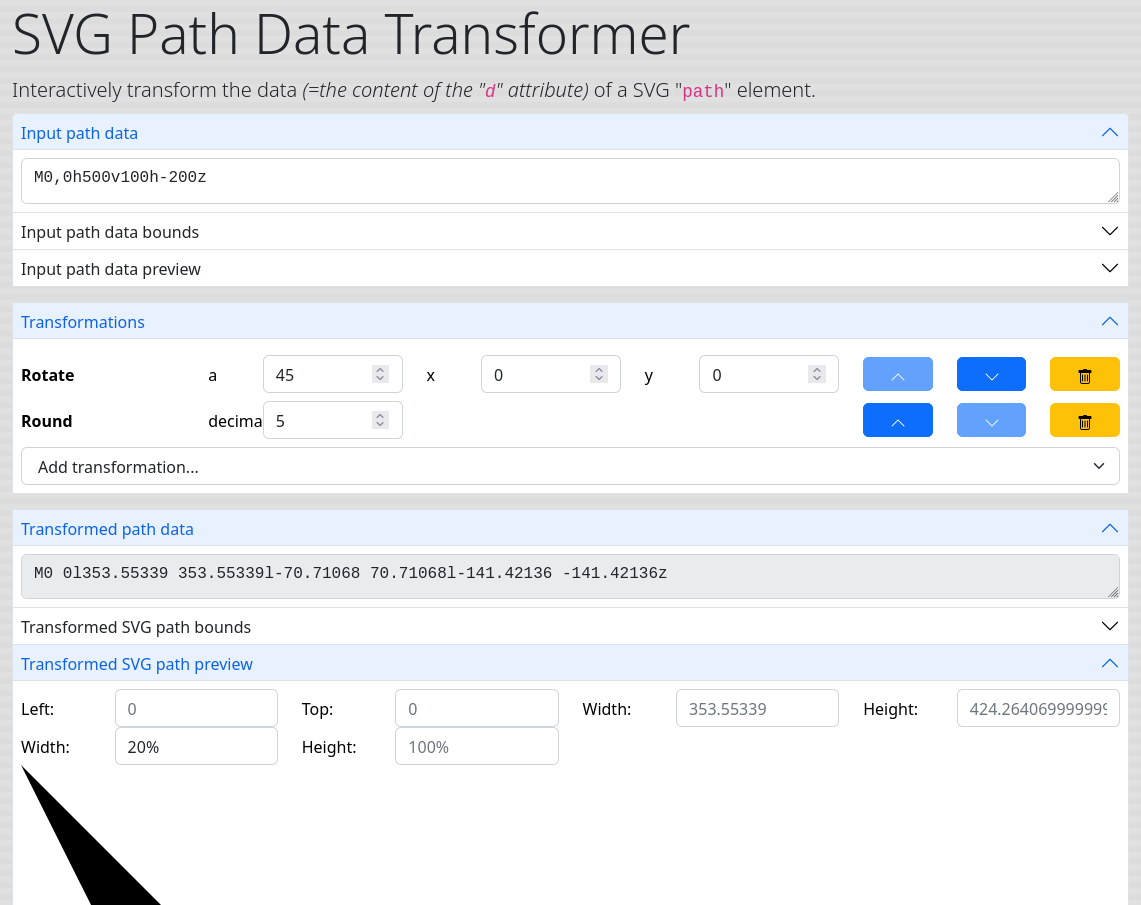 SVG Path Data Transformer
Interactively transform the data (=the content of the "d" attribute) of a SVG "path" element.
Input path data
M0,0h500v100h-200z
Input path data bounds
Input path data preview
Transformations
Rotate a 45 x 0 y 0
Round decima 5
Add transformation...
Transformed path data
M0 0l353.55339 353.55339l-70.71068 70.71068l-141.42136 -141.42136z
Transformed SVG path bounds
Transformed SVG path preview
Left: 0 Top: 0 Width: 353.55339 Height: 424.264069999999
Width: 20% Height: 100%